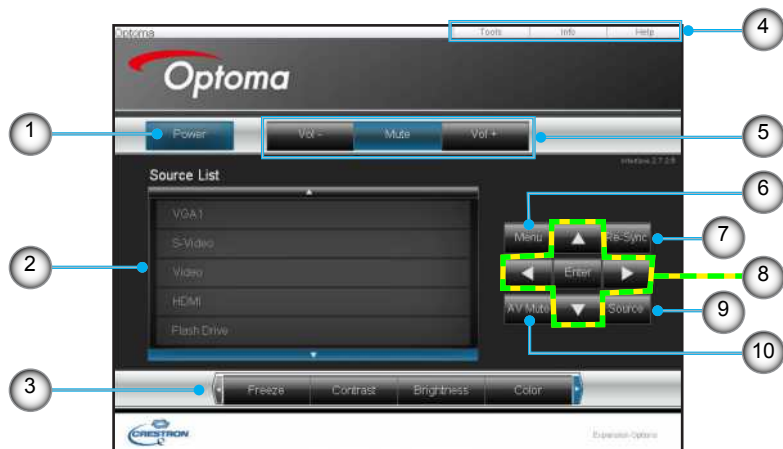 4
Optoma
Tools
Info
Help
Optoma
1
Power
Vol -
Mute
Vol +
5
Source List
6
VGA1
S-Video
Video
HDMI
Flash Drive
Menu
Re-Sync
7
2
Enter
8
AV Mute
Source
9
10
3
Freeze
Contrast
Brightness
Color
CRESTRON
Expansion Options